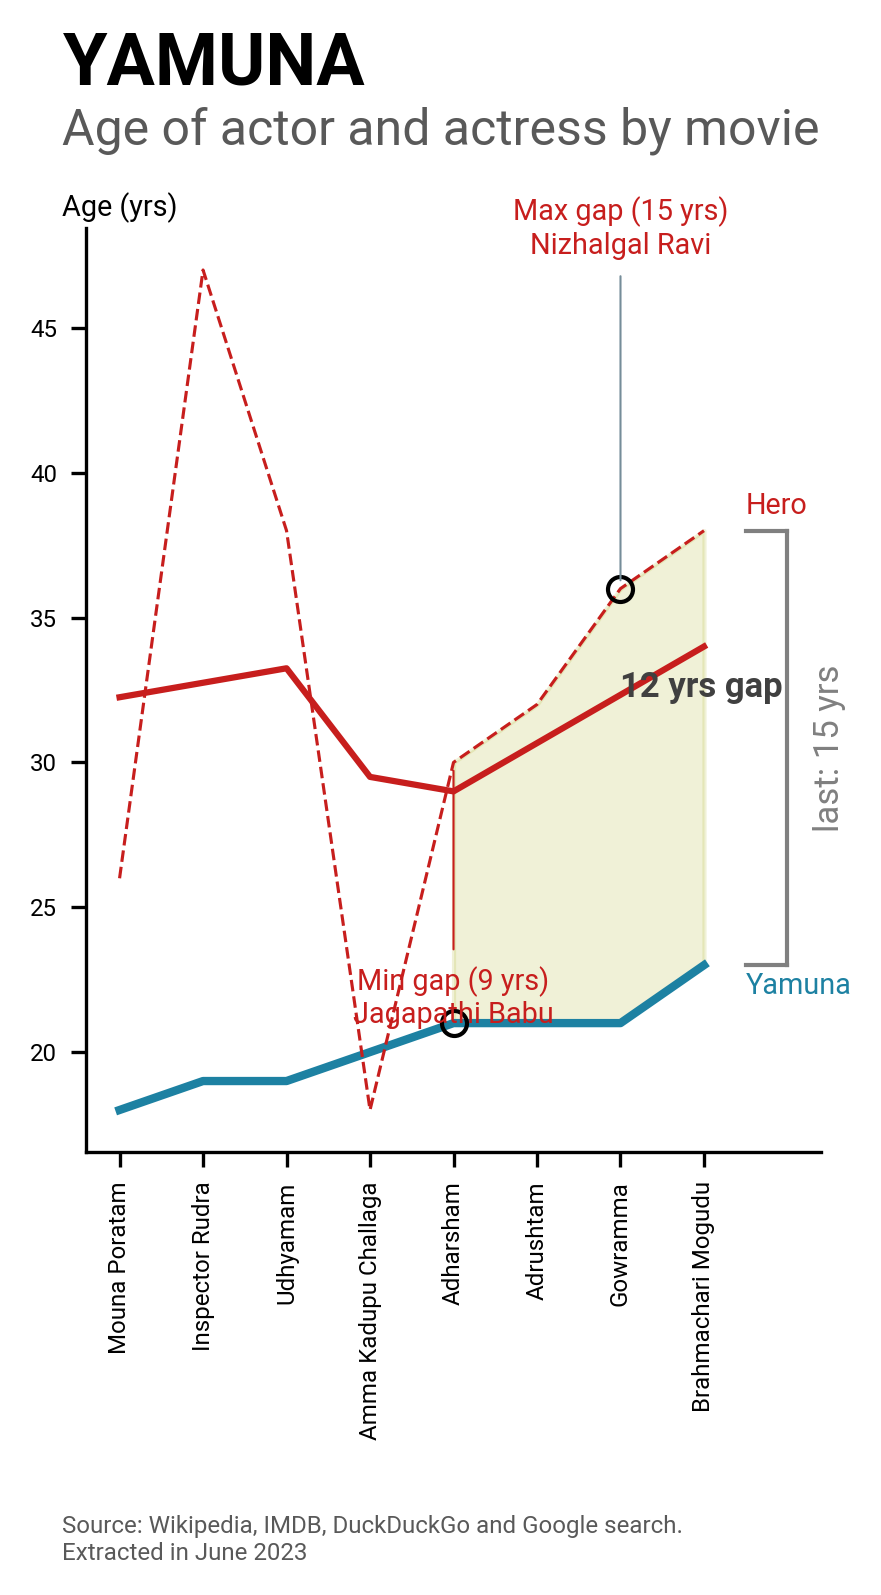 YAMUNA
Age of actor and actress by movie
Age (yrs)
Max gap (15 yrs)
Nizhalgal Ravi
45
40
35
30
25
20
Hero
12 yrs gap
last: 15 yrs
Min gap (9 yrs)
Jagapathi Babu
Yamuna
Mouna Poratam
Inspector Rudra
Udhyamam
Amma Kadupu Challaga
Adharsham
Adrushtam
Gowramma
Brahmachari Mogudu
Source: Wikipedia, IMDB, DuckDuckGo and Google search.
Extracted in June 2023